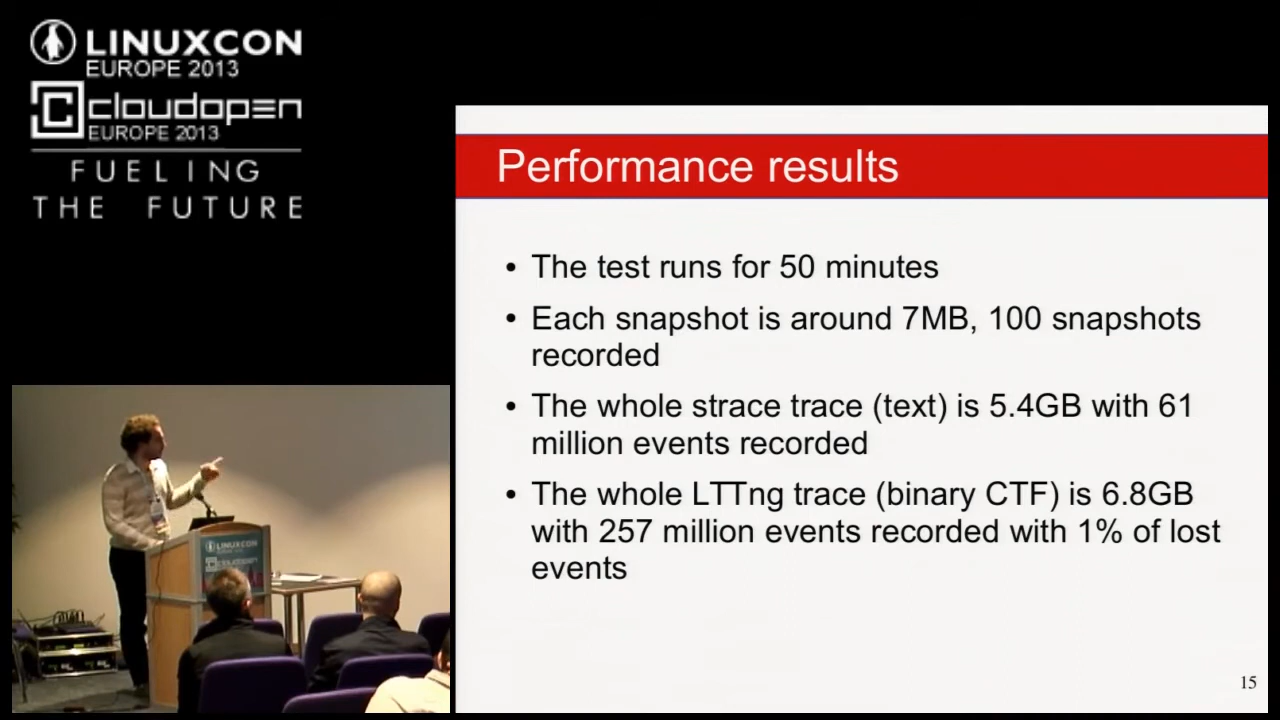 LINUXCON
EUROPE 2013
cloudopen
EUROPE 2013
FUELING
THE FUTURE
Performance results
• The test runs for 50 minutes
• Each snapshot is around 7MB, 100 snapshots
recorded
• The whole strace trace (text) is 5.4GB with 61
million events recorded
• The whole LTTng trace (binary CTF) is 6.8GB
with 257 million events recorded with 1% of lost
events
15
LINUXCON
cloudopen